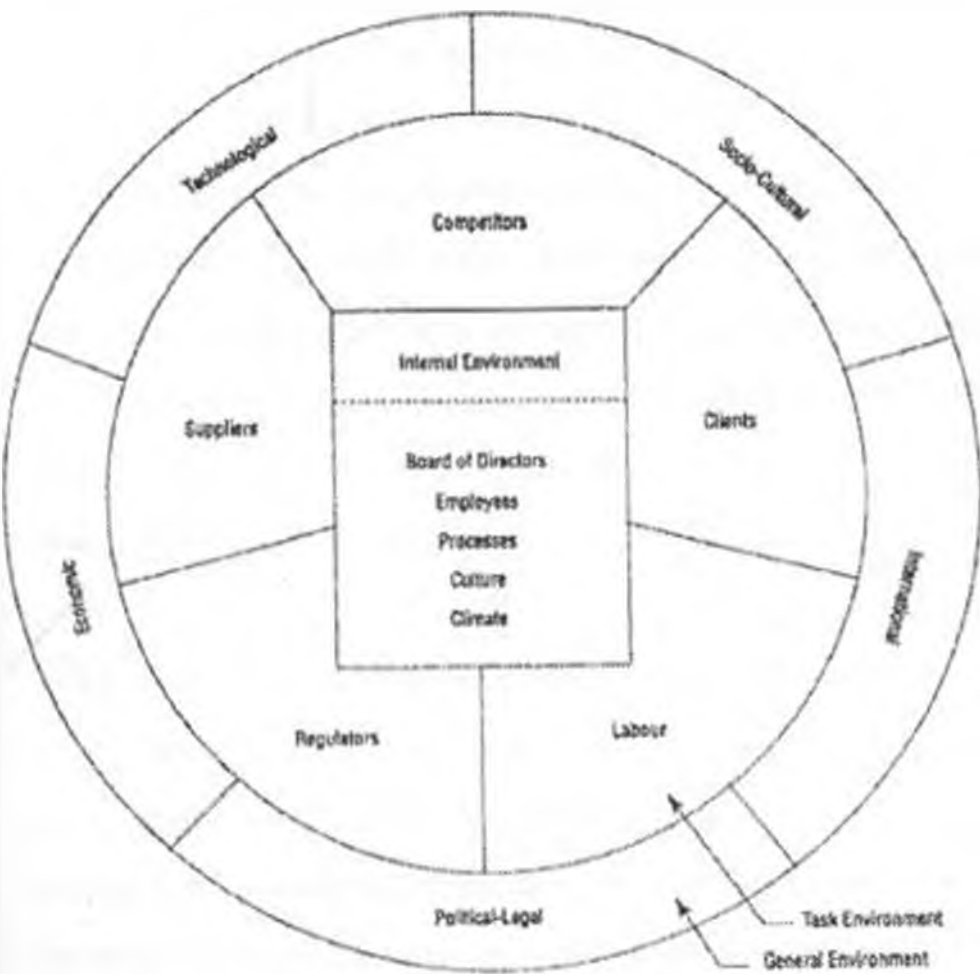 Technological
Socio-Cultural
Competitors
Internal Environment
Suppliers
Clients
Board of Directors
Employees
Processes
Culture
Climate
Economic
International
Regulators
Labour
Political-Legal
Task Environment
General Environment